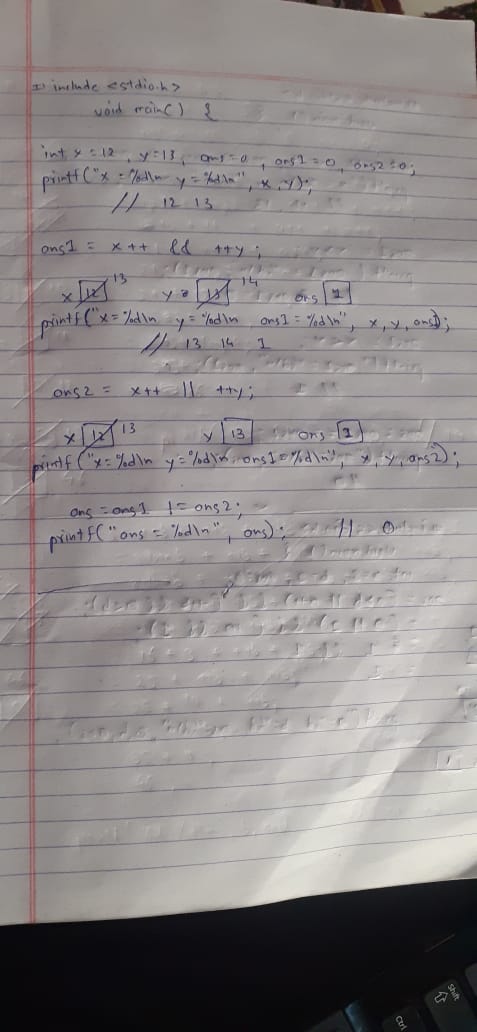 1) include <stdio.h>
void main() {
int x = 12, y = 13, ans = 0, ans1 = 0, ans2 = 0;
printf("x = %d\n y = %d\n", x, y);
// 12 13
ans1 = x++ && ++y;
x 12 13 y = 13 14 ans 1
printf("x = %d\n y = %d\n ans1 = %d\n", x, y, ans1);
// 13 14 1
ans2 = x++ || ++y;
x 12 13 y 13 ans 1
printf("x = %d\n y = %d\n ans1 = %d\n", x, y, ans2);
ans = ans1 != ans2;
printf("ans = %d\n", ans); // 0
Shift
Ctrl